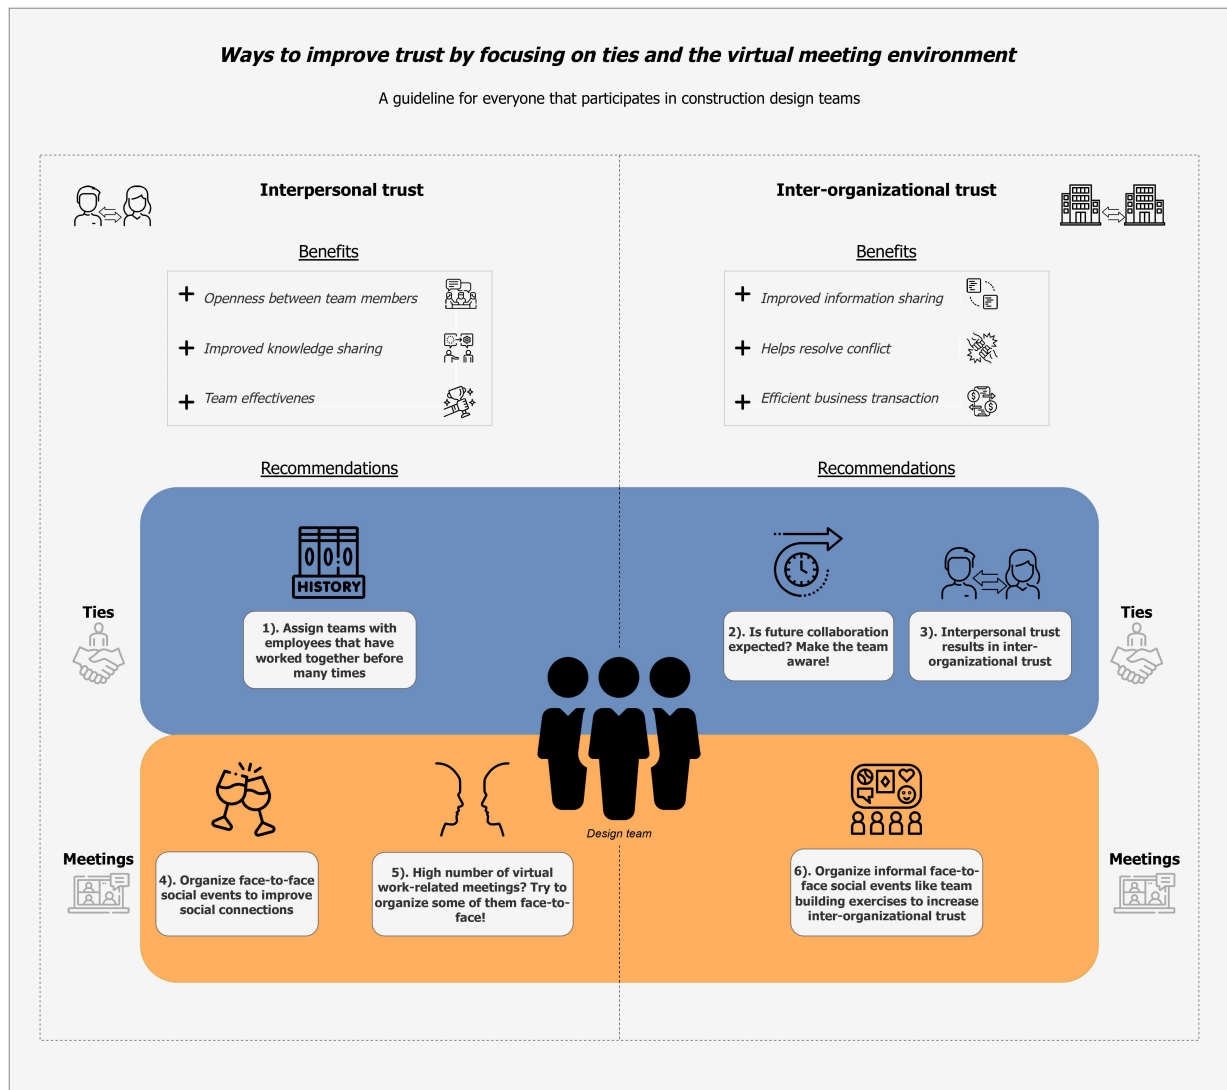 Ways to improve trust by focusing on ties and the virtual meeting environment
A guideline for everyone that participates in construction design teams
Interpersonal trust
Benefits
Openness between team members
Improved knowledge sharing
Team effectivenes
Recommendations
Inter-organizational trust
Benefits
Improved information sharing
Helps resolve conflict
Efficient business transaction
Recommendations
Ties
HISTORY
1). Assign teams with
employees that have
worked together before
many times
2). Is future collaboration
expected? Make the team
aware!
3). Interpersonal trust
results in inter-
organizational trust
Ties
Design team
Meetings
4). Organize face-to-face
social events to improve
social connections
5). High number of virtual
work-related meetings? Try to
organize some of them face-to-
face!
6). Organize informal face-to-
face social events like team
building exercises to increase
inter-organizational trust
Meetings